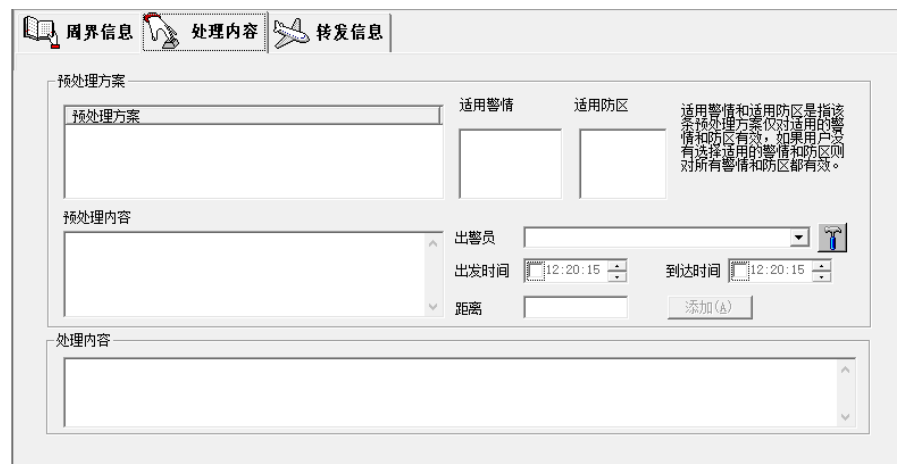 周界信息
处理内容
转发信息
预处理方案
预处理方案
适用警情
适用防区
适用警情和适用防区是指该
条预处理方案仅对适用的警
情和防区有效，如果用户没
有选择适用的警情和防区则
对所有警情和防区都有效。
预处理内容
出警员
出发时间
12:20:15
到达时间
12:20:15
距离
添加(A)
处理内容